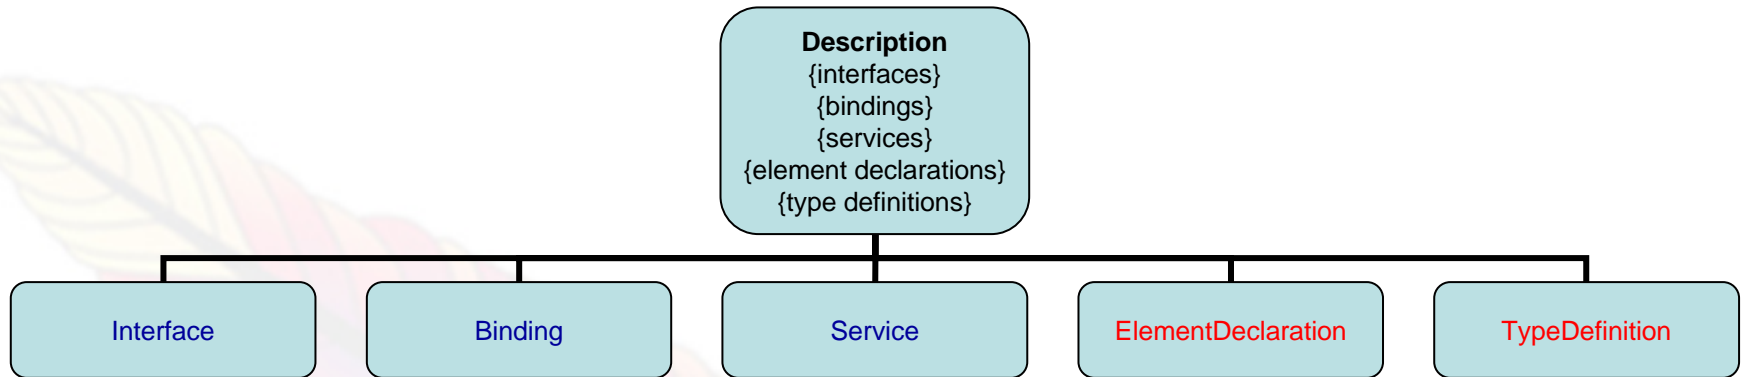 Description
{interfaces}
{bindings}
{services}
{element declarations}
{type definitions}
Interface
Binding
Service
ElementDeclaration
TypeDefinition